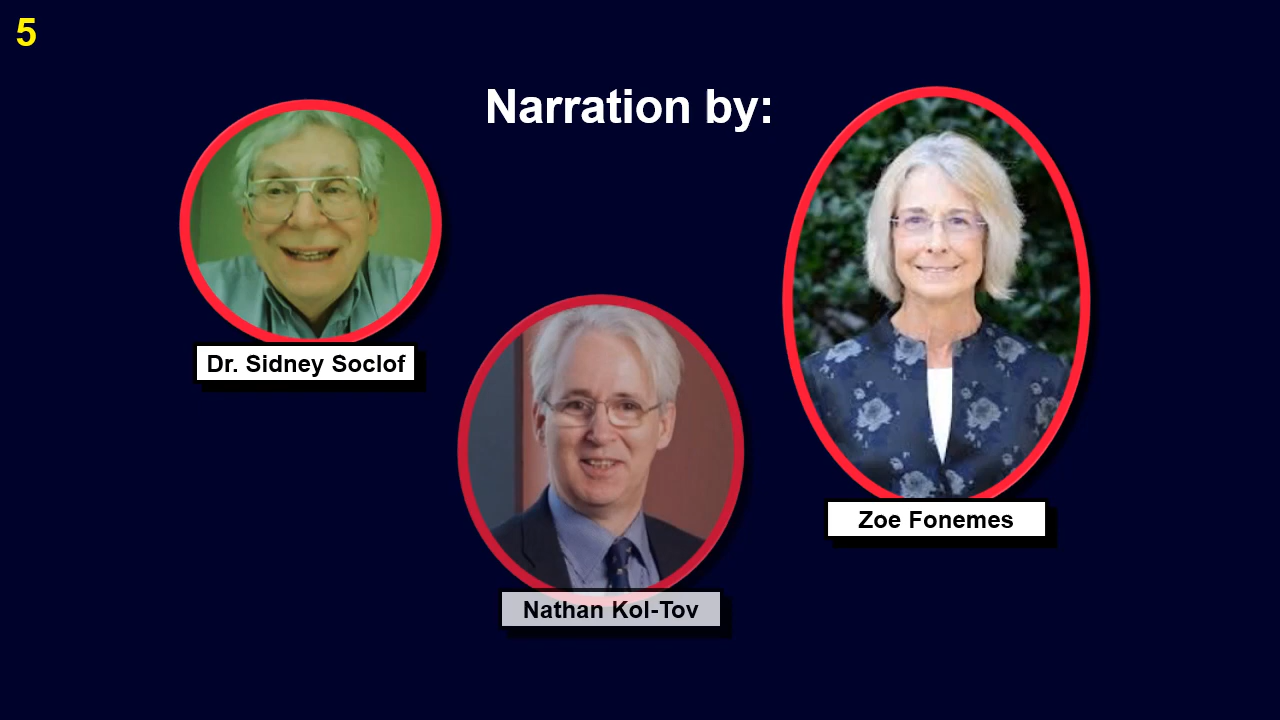 5
Narration by:
Dr. Sidney Soclof
Zoe Fonemes
Nathan Kol-Tov